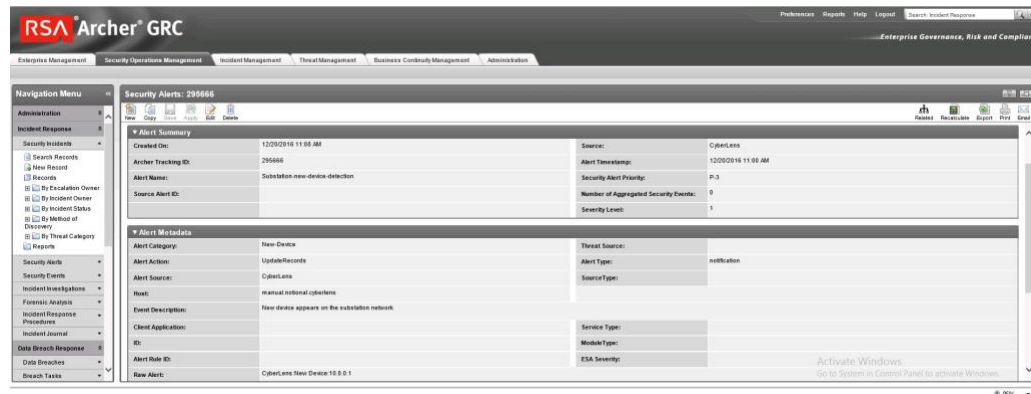 Preferences Reports Help Logout Search: Incident Response
RSA Archer GRC
Enterprise Governance, Risk and Complian
Enterprise Management Security Operations Management Incident Management Threat Management Business Continuity Management Administration
Navigation Menu
Security Alerts: 295666
New Copy Save Apply Edit Delete
Related Recalculate Export Print Email
Administration
Incident Response
Security Incidents
Search Records
New Record
Records
By Escalation Owner
By Incident Owner
By Incident Status
By Method of
Discovery
By Threat Category
Reports
Security Alerts
Security Events
Incident Investigations
Forensic Analysis
Incident Response
Procedures
Incident Journal
Data Breach Response
Data Breaches
Breach Tasks
Alert Summary
Created On: 12/20/2016 11:00 AM Source: CyberLens
Archer Tracking ID: 295666 Alert Timestamp: 12/20/2016 11:00 AM
Alert Name: Substation-new-device-detection Security Alert Priority: P-3
Source Alert ID: Number of Aggregated Security Events: 0
Severity Level: 1
Alert Metadata
Alert Category: New-Device Threat Source:
Alert Action: UpdateRecords Alert Type: notification
Alert Source: CyberLens SourceType:
Host: manual notional cyberlens
Event Description: New device appears on the substation network
Client Application: Service Type:
ID: ModuleType:
Alert Rule ID: ESA Severity:
Raw Alert: CyberLens:New Device:10.0.0.1
Activate Windows
Go to System in Control Panel to activate Windows.
95%